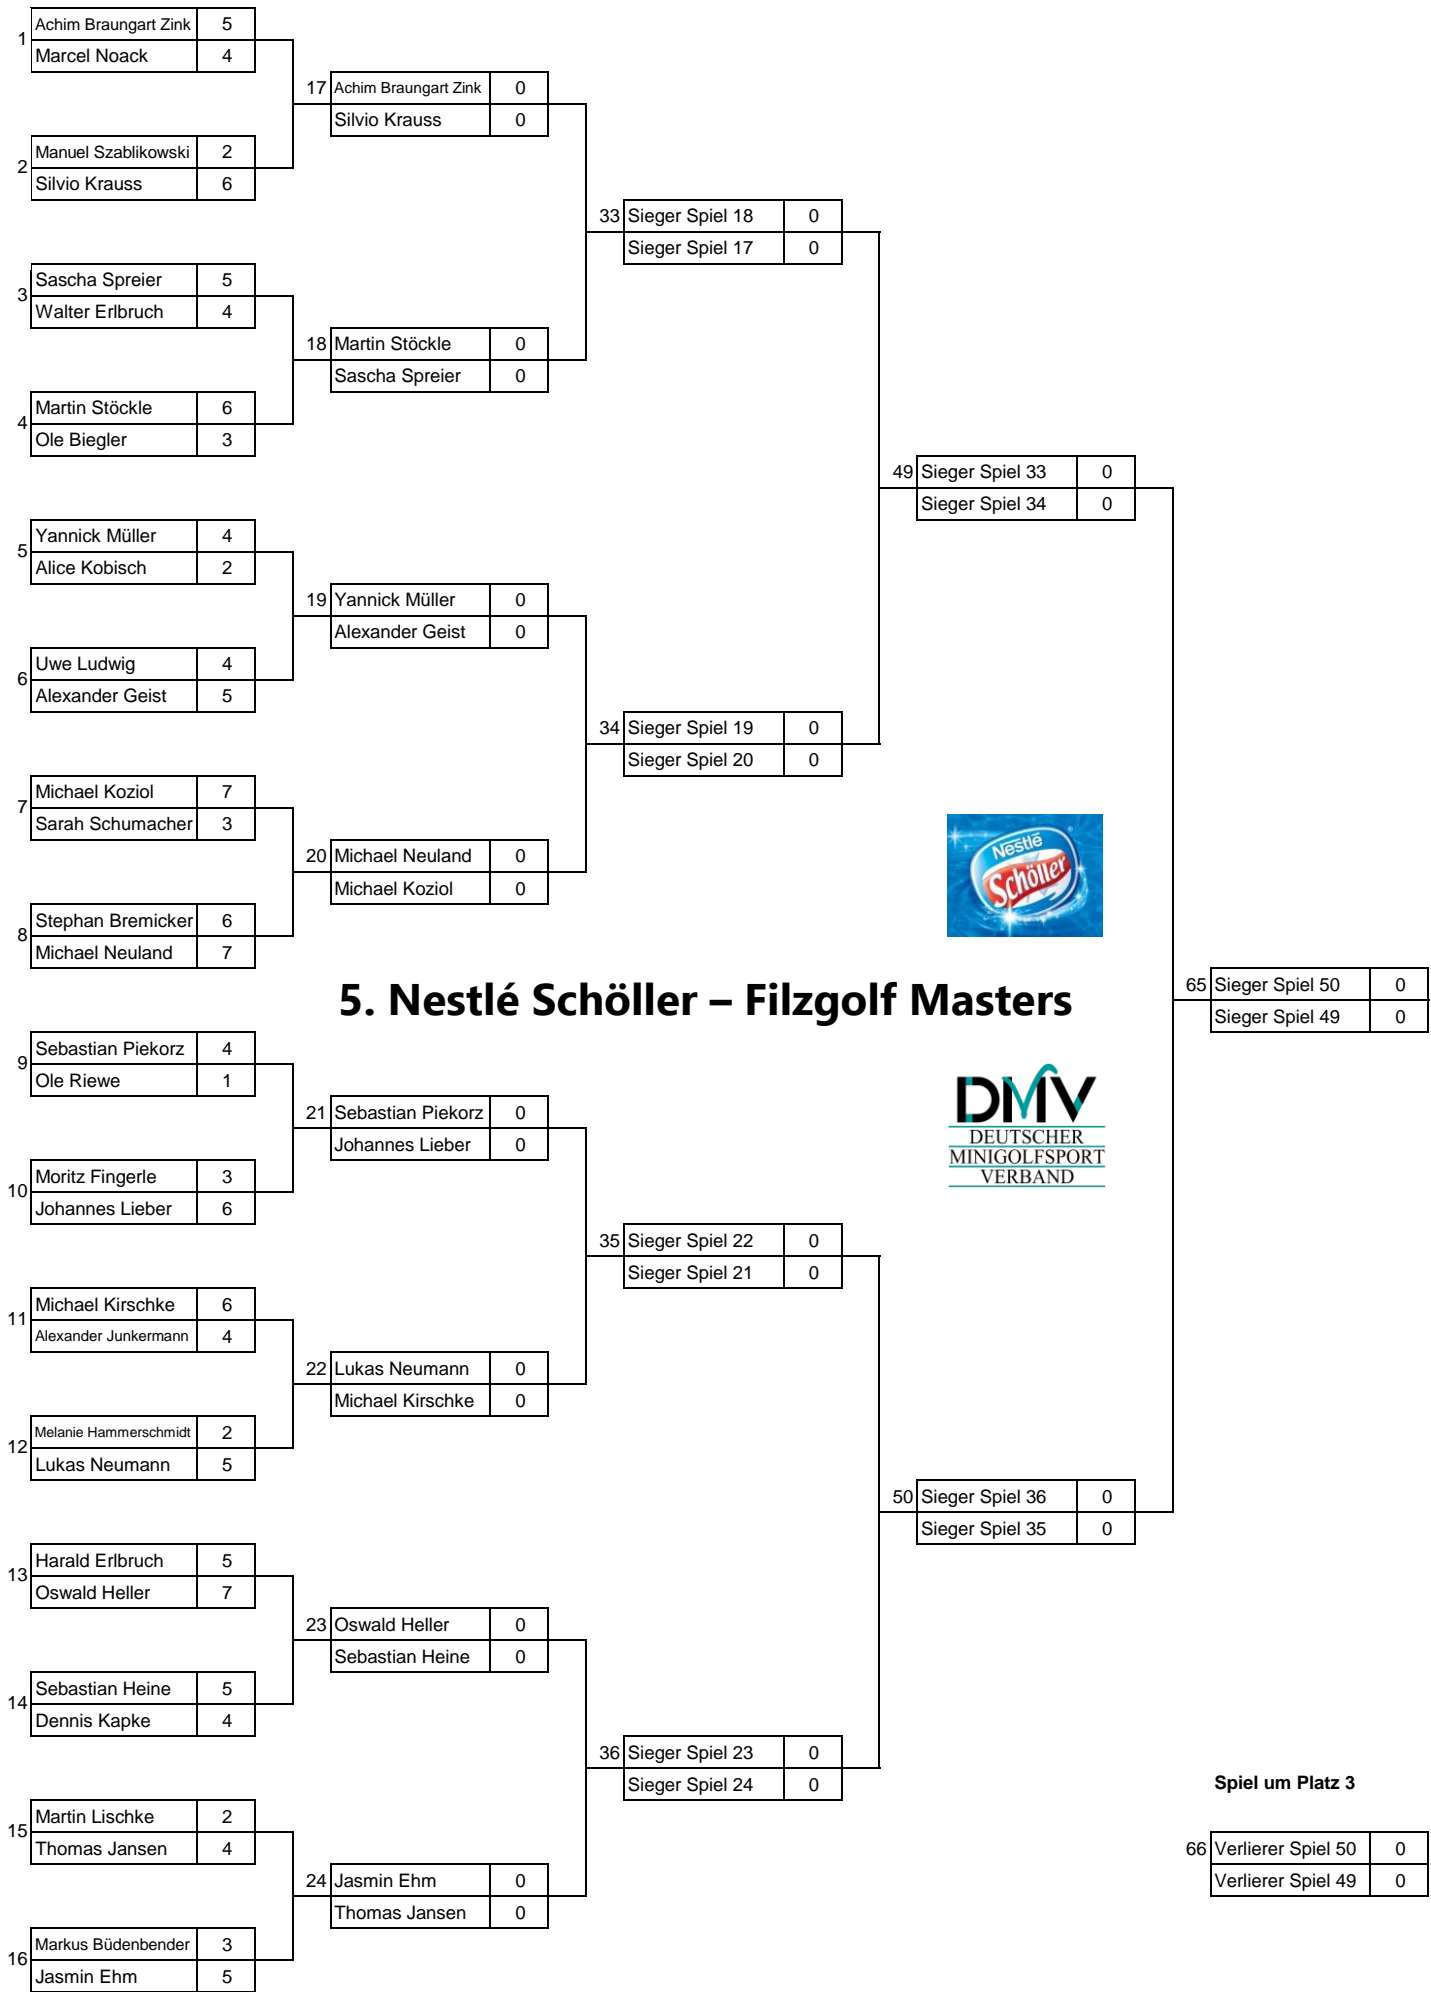 1
Achim Braungart Zink 5
Marcel Noack 4
17 Achim Braungart Zink 0
Silvio Krauss 0
2
Manuel Szablikowski 2
Silvio Krauss 6
33 Sieger Spiel 18 0
Sieger Spiel 17 0
3
Sascha Spreier 5
Walter Erlbruch 4
18 Martin Stöckle 0
Sascha Spreier 0
4
Martin Stöckle 6
Ole Biegler 3
49 Sieger Spiel 33 0
Sieger Spiel 34 0
5
Yannick Müller 4
Alice Kobisch 2
19 Yannick Müller 0
Alexander Geist 0
6
Uwe Ludwig 4
Alexander Geist 5
34 Sieger Spiel 19 0
Sieger Spiel 20 0
7
Michael Koziol 7
Sarah Schumacher 3
20 Michael Neuland 0
Michael Koziol 0
Nestlé
Schöller
8
Stephan Bremicker 6
Michael Neuland 7
5. Nestlé Schöller – Filzgolf Masters
65 Sieger Spiel 50 0
Sieger Spiel 49 0
9
Sebastian Piekorz 4
Ole Riewe 1
21 Sebastian Piekorz 0
Johannes Lieber 0
DMV
DEUTSCHER
MINIGOLFSPORT
VERBAND
10
Moritz Fingerle 3
Johannes Lieber 6
35 Sieger Spiel 22 0
Sieger Spiel 21 0
11
Michael Kirschke 6
Alexander Junkermann 4
22 Lukas Neumann 0
Michael Kirschke 0
12
Melanie Hammerschmidt 2
Lukas Neumann 5
50 Sieger Spiel 36 0
Sieger Spiel 35 0
13
Harald Erlbruch 5
Oswald Heller 7
23 Oswald Heller 0
Sebastian Heine 0
14
Sebastian Heine 5
Dennis Kapke 4
36 Sieger Spiel 23 0
Sieger Spiel 24 0
Spiel um Platz 3
15
Martin Lischke 2
Thomas Jansen 4
66 Verlierer Spiel 50 0
Verlierer Spiel 49 0
24 Jasmin Ehm 0
Thomas Jansen 0
16
Markus Büdenbender 3
Jasmin Ehm 5